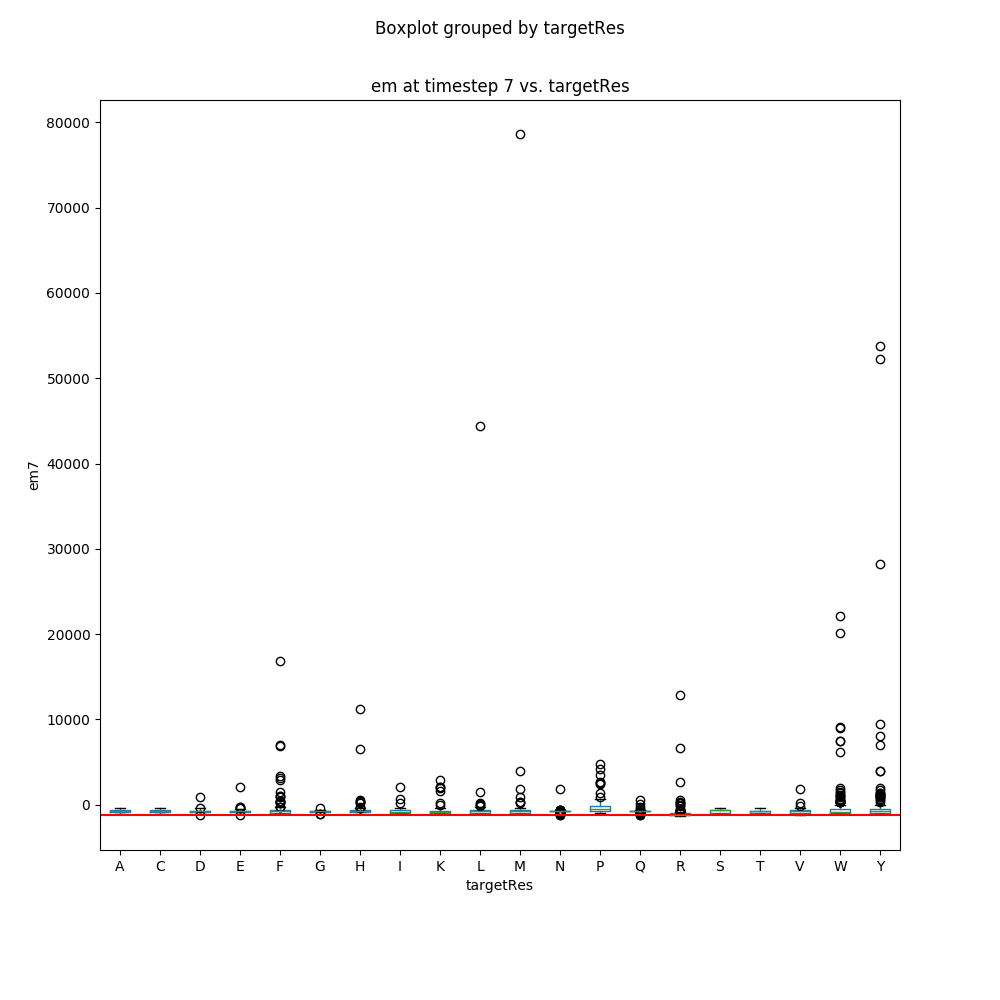 Boxplot grouped by targetRes
em at timestep 7 vs. targetRes
80000
70000
60000
50000
40000
30000
20000
10000
0
em7
A C D E F G H I K L M N P Q R S T V W Y
targetRes